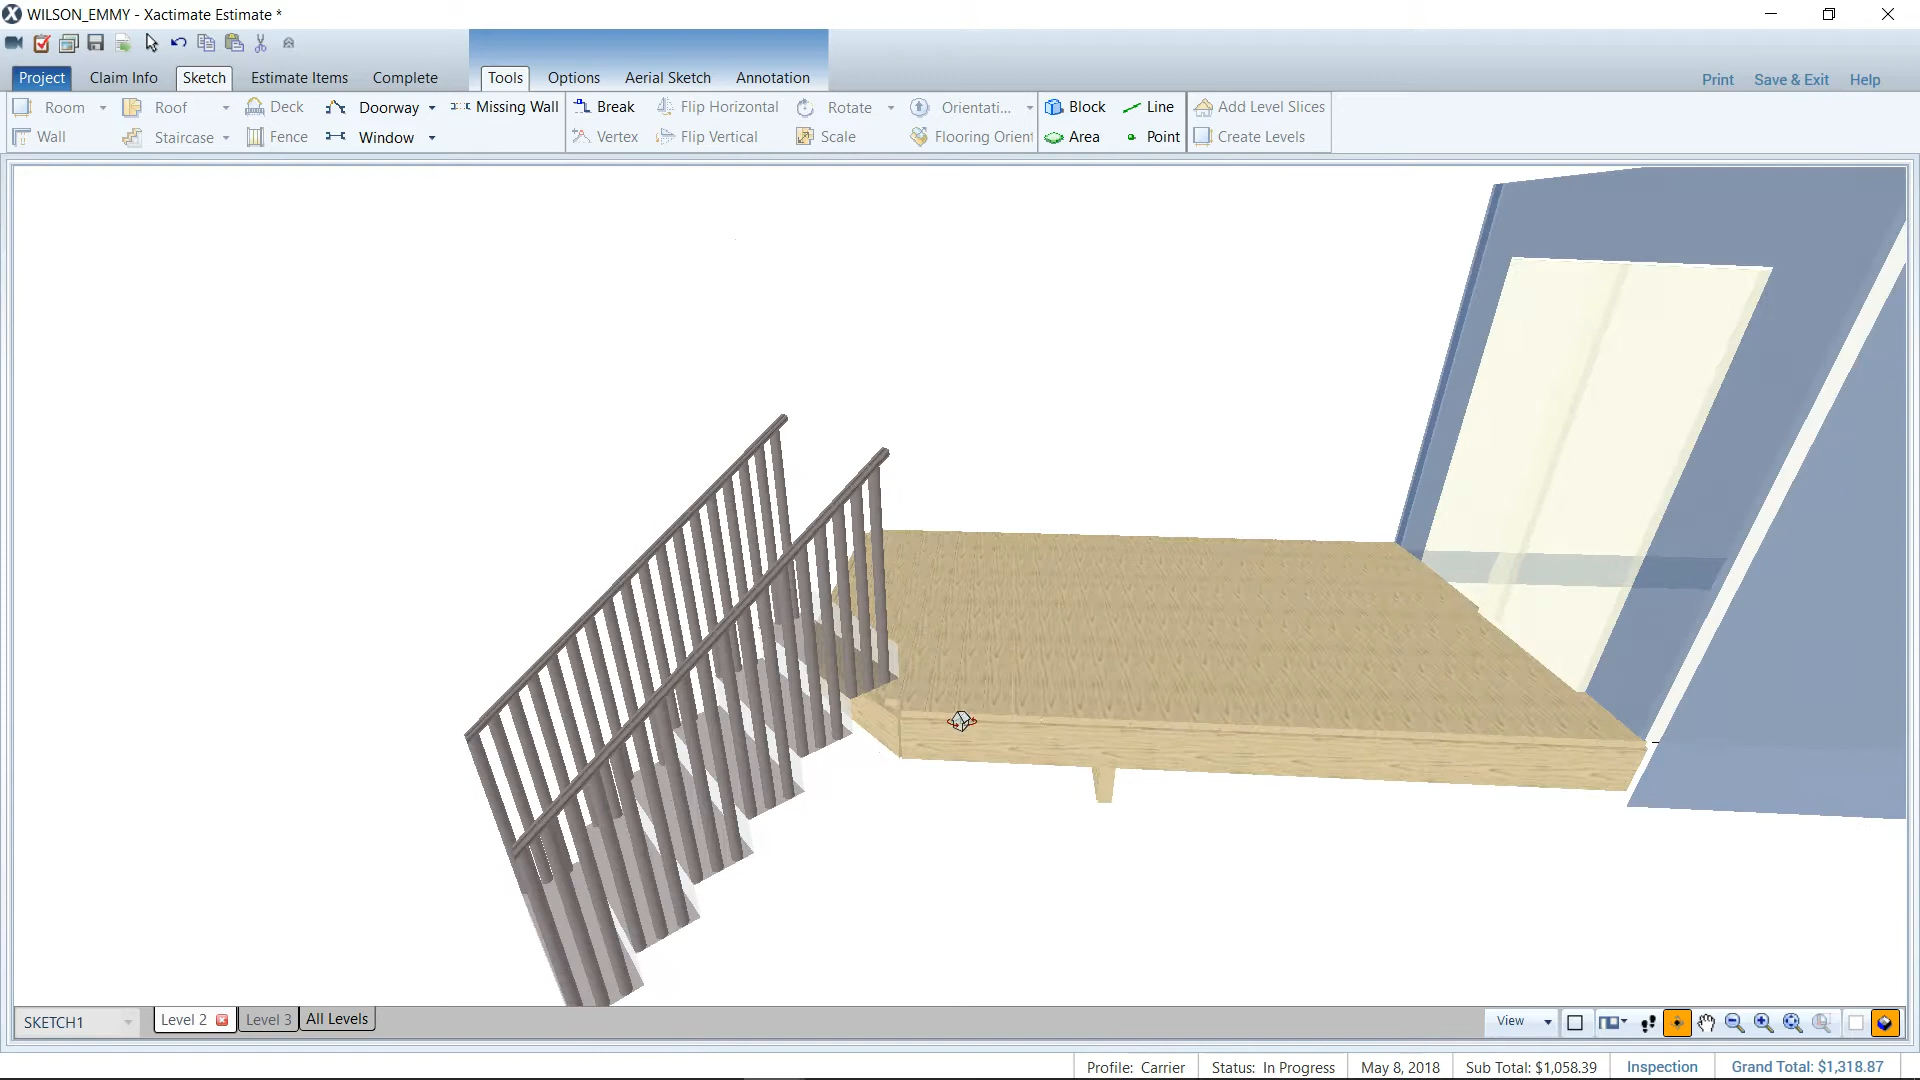 WILSON_EMMY - Xactimate Estimate *
Project Claim Info Sketch Estimate Items Complete Tools Options Aerial Sketch Annotation Print Save & Exit Help
Room Roof Deck Doorway Missing Wall Break Flip Horizontal Rotate Orientati... Block Line Add Level Slices
Wall Staircase Fence Window Vertex Flip Vertical Scale Flooring Orient Area Point Create Levels
SKETCH1 Level 2 Level 3 All Levels View
Profile: Carrier Status: In Progress May 8, 2018 Sub Total: $1,058.39 Inspection Grand Total: $1,318.87